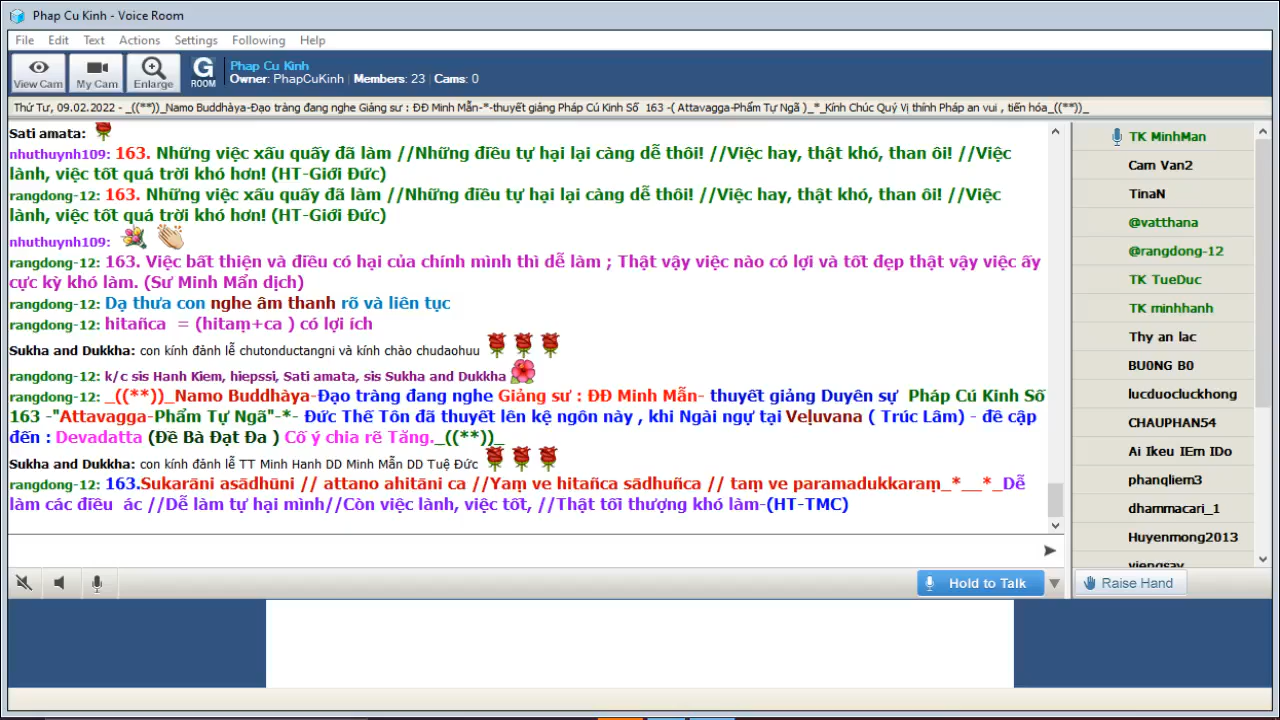 Phap Cu Kinh - Voice Room
File Edit Text Actions Settings Following Help
View Cam My Cam Enlarge G ROOM
Phap Cu Kinh
Owner: PhapCuKinh Members: 23 Cams: 0
Thứ Tư, 09.02.2022 - _((**))_Namo Buddhàya-Đạo tràng đang nghe Giảng sư : ĐĐ Minh Mẫn-*-thuyết giảng Pháp Cú Kinh Số 163 -( Attavagga-Phẩm Tự Ngã )_*_Kính Chúc Quý Vị thính Pháp an vui , tiến hóa_((**))_
Sati amata:
nhuthuynh109: 163. Những việc xấu quấy đã làm //Những điều tự hại lại càng dễ thôi! //Việc hay, thật khó, than ôi! //Việc
lành, việc tốt quá trời khó hơn! (HT-Giới Đức)
rangdong-12: 163. Những việc xấu quấy đã làm //Những điều tự hại lại càng dễ thôi! //Việc hay, thật khó, than ôi! //Việc
lành, việc tốt quá trời khó hơn! (HT-Giới Đức)
nhuthuynh109:
rangdong-12: 163. Việc bất thiện và điều có hại của chính mình thì dễ làm ; Thật vậy việc nào có lợi và tốt đẹp thật vậy việc ấy
cực kỳ khó làm. (Sư Minh Mẩn dịch)
rangdong-12: Dạ thưa con nghe âm thanh rõ và liên tục
rangdong-12: hitañca = (hitaṃ+ca ) có lợi ích
Sukha and Dukkha: con kính đảnh lễ chutonductangni và kính chào chudaohuu
rangdong-12: k/c sis Hanh Kiem, hiepssi, Sati amata, sis Sukha and Dukkha
rangdong-12: _((**))_Namo Buddhàya-Đạo tràng đang nghe Giảng sư : ĐĐ Minh Mẫn- thuyết giảng Duyên sự Pháp Cú Kinh Số
163 -"Attavagga-Phẩm Tự Ngã"-*- Đức Thế Tôn đã thuyết lên kệ ngôn này , khi Ngài ngự tại Veḷuvana ( Trúc Lâm) - đề cập
đến : Devadatta (Đề Bà Đạt Đa ) Cố ý chia rẽ Tăng._((**))_
Sukha and Dukkha: con kính đảnh lễ TT Minh Hanh DD Minh Mẫn DD Tuệ Đức
rangdong-12: 163.Sukarāni asādhūni // attano ahitāni ca //Yaṃ ve hitañca sādhuñca // taṃ ve paramadukkaraṃ_*__*_Dễ
làm các điều ác //Dễ làm tự hại mình//Còn việc lành, việc tốt, //Thật tối thượng khó làm-(HT-TMC)
Hold to Talk
TK MinhMan
Cam Van2
TinaN
@vatthana
@rangdong-12
TK TueDuc
TK minhhanh
Thy an lac
BU0NG B0
lucduocluckhong
CHAUPHAN54
Ai Ikeu IEm IDo
phanqliem3
dhammacari_1
Huyenmong2013
viengsay
Raise Hand